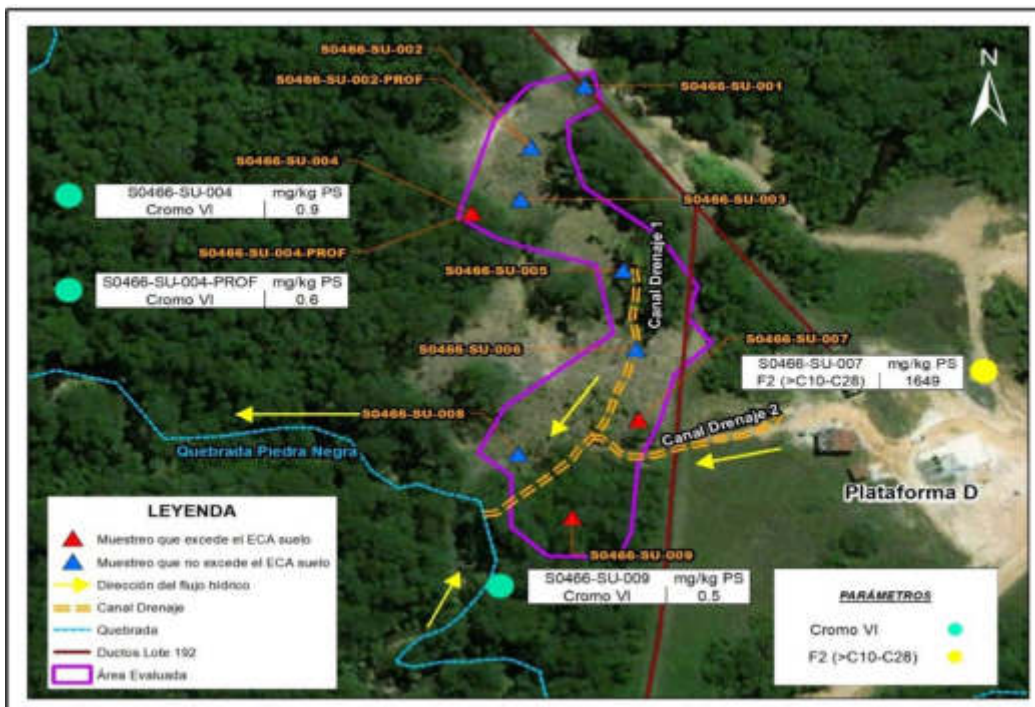 S0466-SU-002
S0466-SU-002-PROF
S0466-SU-001
N
S0466-SU-004
S0466-SU-004 mg/kg PS
Cromo VI 0.9
S0466-SU-003
S0466-SU-004-PROF
S0466-SU-004-PROF mg/kg PS
Cromo VI 0.6
S0466-SU-005
Canal Drenaje 1
S0466-SU-006
S0466-SU-007
S0466-SU-007 mg/kg PS
F2 (>C10-C28) 1649
S0466-SU-008
Canal Drenaje 2
Quebrada Piedra Negra
Plataforma D
LEYENDA
Muestreo que excede el ECA suelo
Muestreo que no excede el ECA suelo
Dirección del flujo hídrico
Canal Drenaje
Quebrada
Ductos Lote 192
Área Evaluada
S0466-SU-009
S0466-SU-009 mg/kg PS
Cromo VI 0.5
PARÁMETROS
Cromo VI
F2 (>C10-C28)